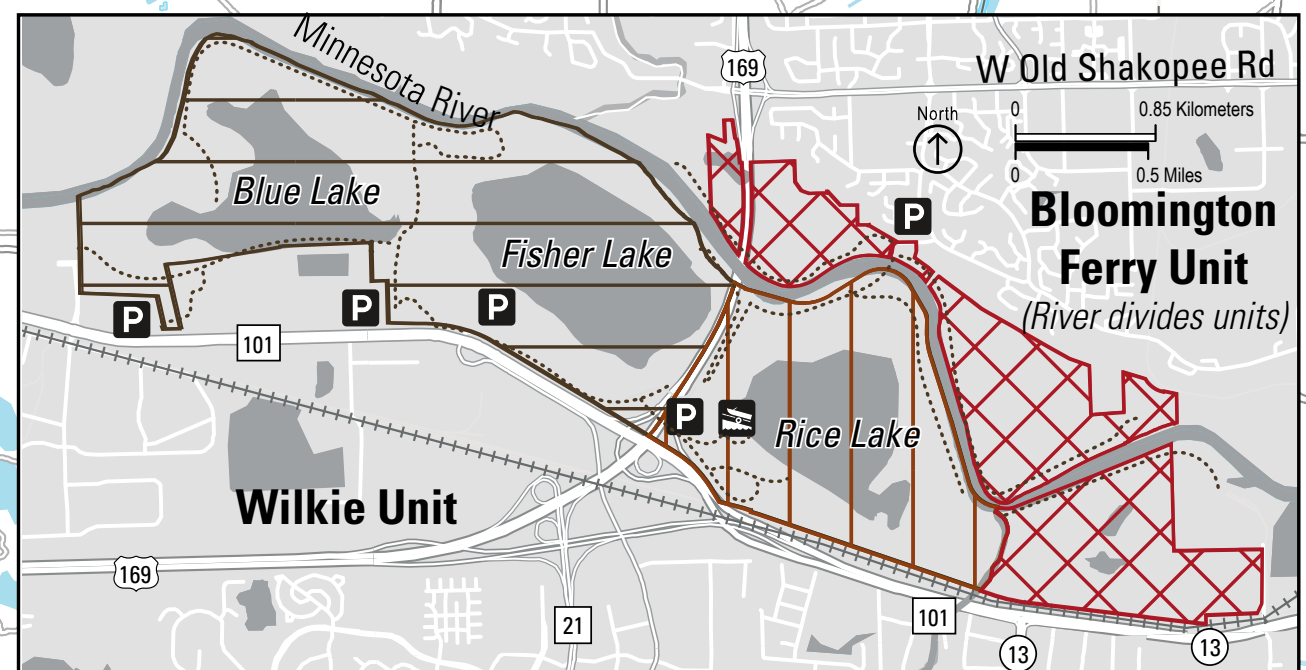 Minnesota River
169
W Old Shakopee Rd
North
0
0.85 Kilometers
0
0.5 Miles
Blue Lake
P
Bloomington
Ferry Unit
(River divides units)
Fisher Lake
P
P
P
101
P
Rice Lake
Wilkie Unit
169
21
101
13
13